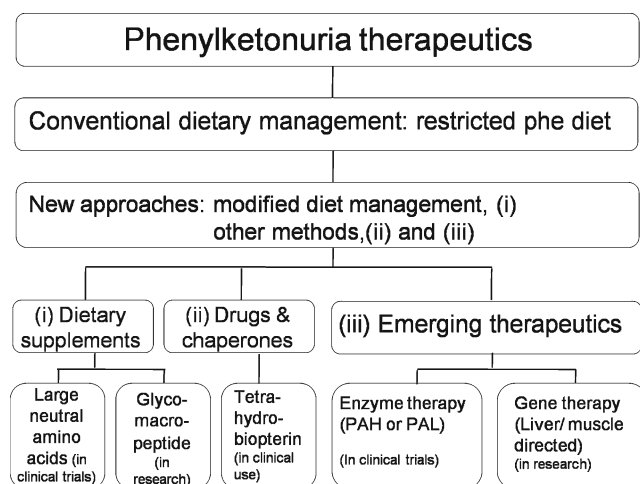 Phenylketonuria therapeutics
Conventional dietary management: restricted phe diet
New approaches: modified diet management, (i)
other methods,(ii) and (iii)
(i) Dietary
supplements
(ii) Drugs &
chaperones
(iii) Emerging therapeutics
Large
neutral
amino
acids (in
clinical trials)
Glyco-
macro-
peptide
(in
research)
Tetra-
hydro-
biopterin
(in clinical
use)
Enzyme therapy
(PAH or PAL)
(In clinical trials)
Gene therapy
(Liver/ muscle
directed)
(in research)